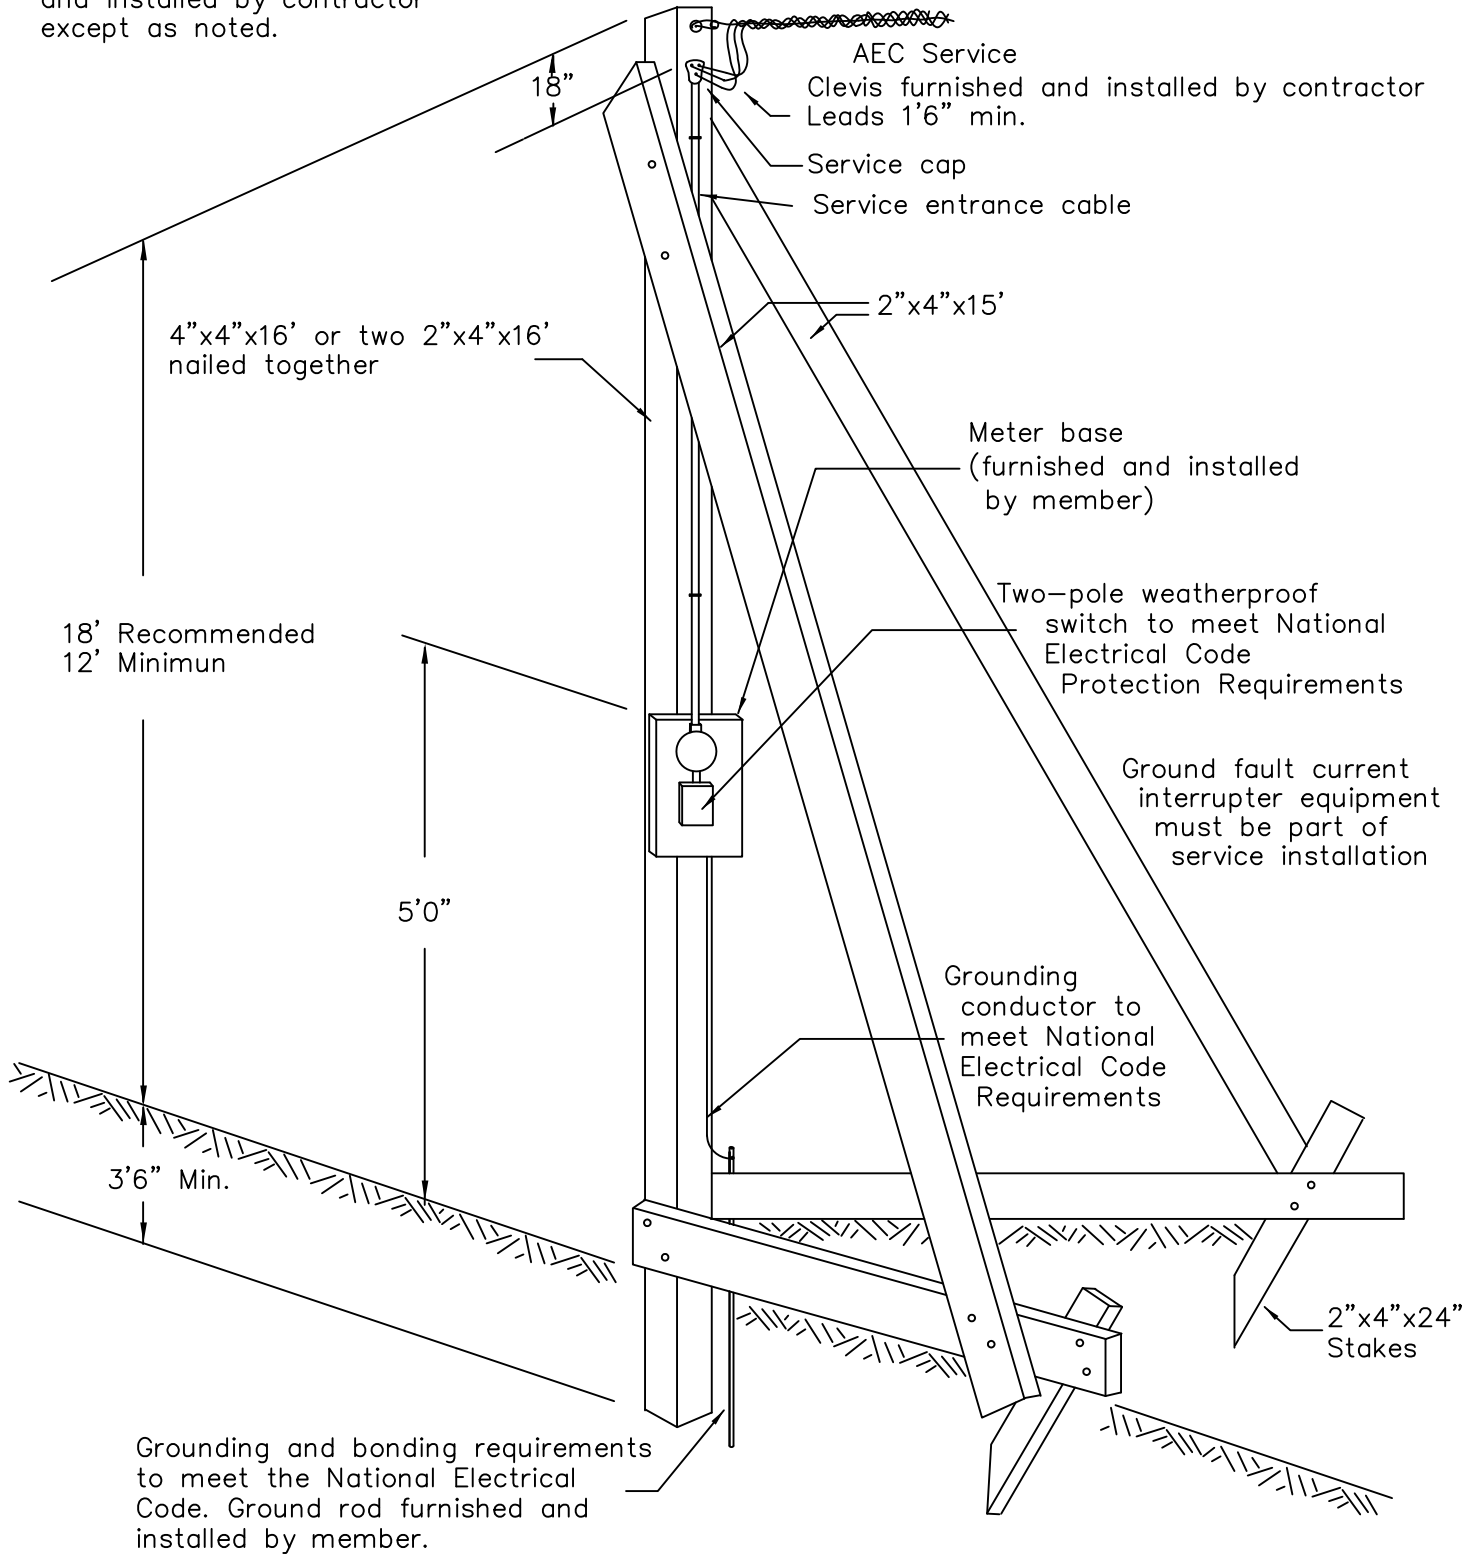 and installed by contractor
except as noted.
18”
AEC Service
Clevis furnished and installed by contractor
Leads 1’6” min.
Service cap
Service entrance cable
2”x4”x15’
4”x4”x16’ or two 2”x4”x16’
nailed together
Meter base
(furnished and installed
by member)
Two-pole weatherproof
switch to meet National
Electrical Code
Protection Requirements
18’ Recommended
12’ Minimun
Ground fault current
interrupter equipment
must be part of
service installation
5’0”
Grounding
conductor to
meet National
Electrical Code
Requirements
3’6” Min.
2”x4”x24”
Stakes
Grounding and bonding requirements
to meet the National Electrical
Code. Ground rod furnished and
installed by member.